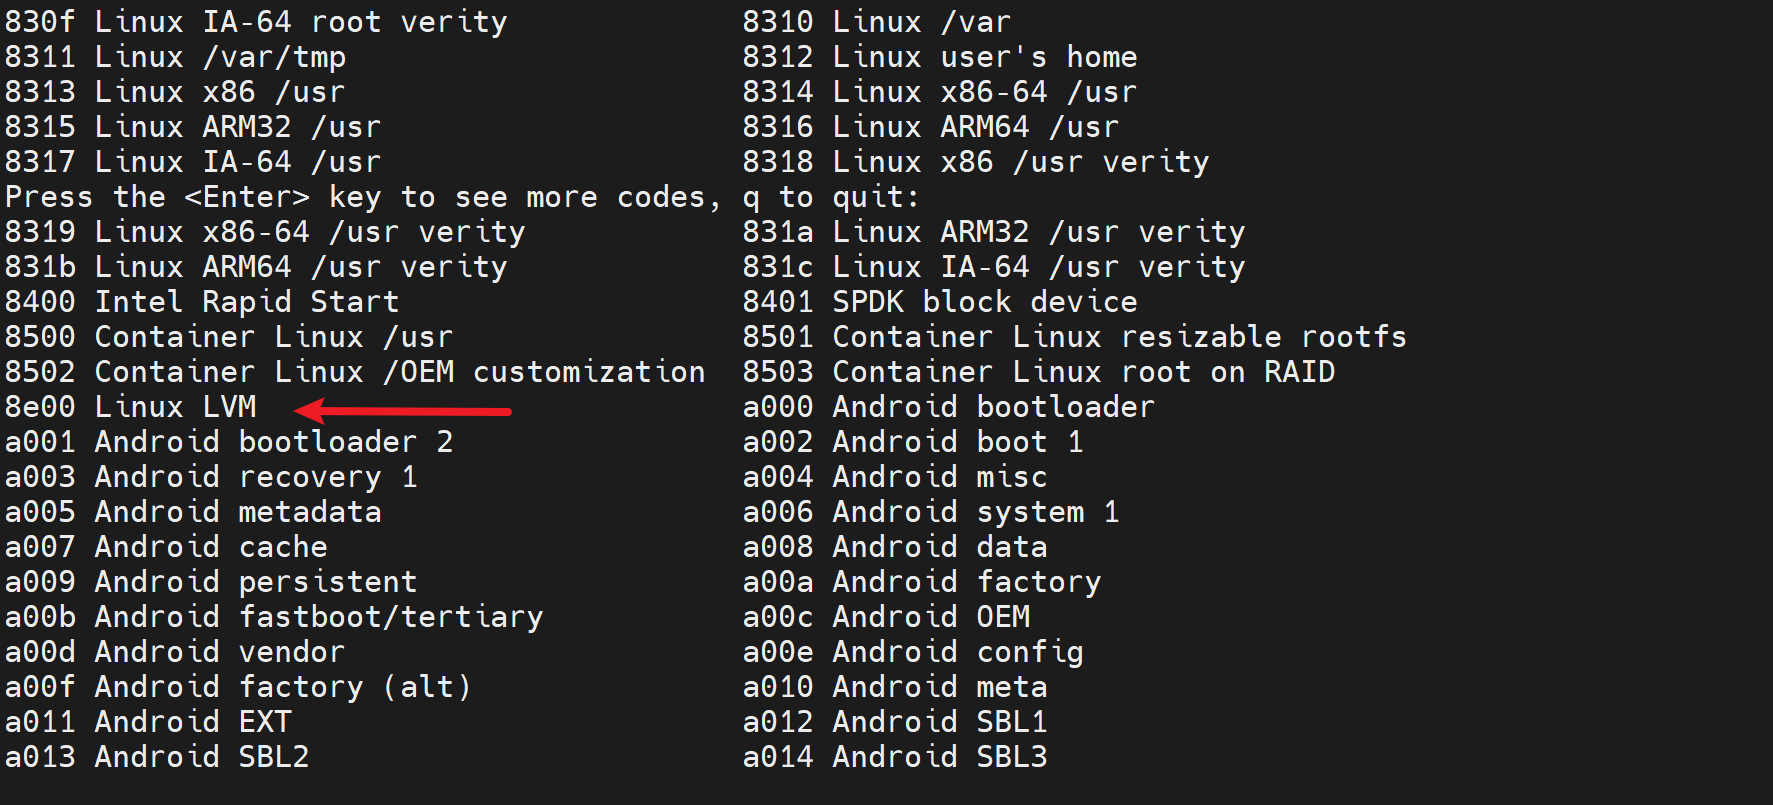 830f Linux IA-64 root verity            8310 Linux /var
8311 Linux /var/tmp                      8312 Linux user's home
8313 Linux x86 /usr                      8314 Linux x86-64 /usr
8315 Linux ARM32 /usr                    8316 Linux ARM64 /usr
8317 Linux IA-64 /usr                    8318 Linux x86 /usr verity
Press the <Enter> key to see more codes, q to quit:
8319 Linux x86-64 /usr verity            831a Linux ARM32 /usr verity
831b Linux ARM64 /usr verity             831c Linux IA-64 /usr verity
8400 Intel Rapid Start                   8401 SPDK block device
8500 Container Linux /usr                8501 Container Linux resizable rootfs
8502 Container Linux /OEM customization  8503 Container Linux root on RAID
8e00 Linux LVM                           a000 Android bootloader
a001 Android bootloader 2                a002 Android boot 1
a003 Android recovery 1                  a004 Android misc
a005 Android metadata                    a006 Android system 1
a007 Android cache                       a008 Android data
a009 Android persistent                  a00a Android factory
a00b Android fastboot/tertiary           a00c Android OEM
a00d Android vendor                      a00e Android config
a00f Android factory (alt)               a010 Android meta
a011 Android EXT                         a012 Android SBL1
a013 Android SBL2                        a014 Android SBL3